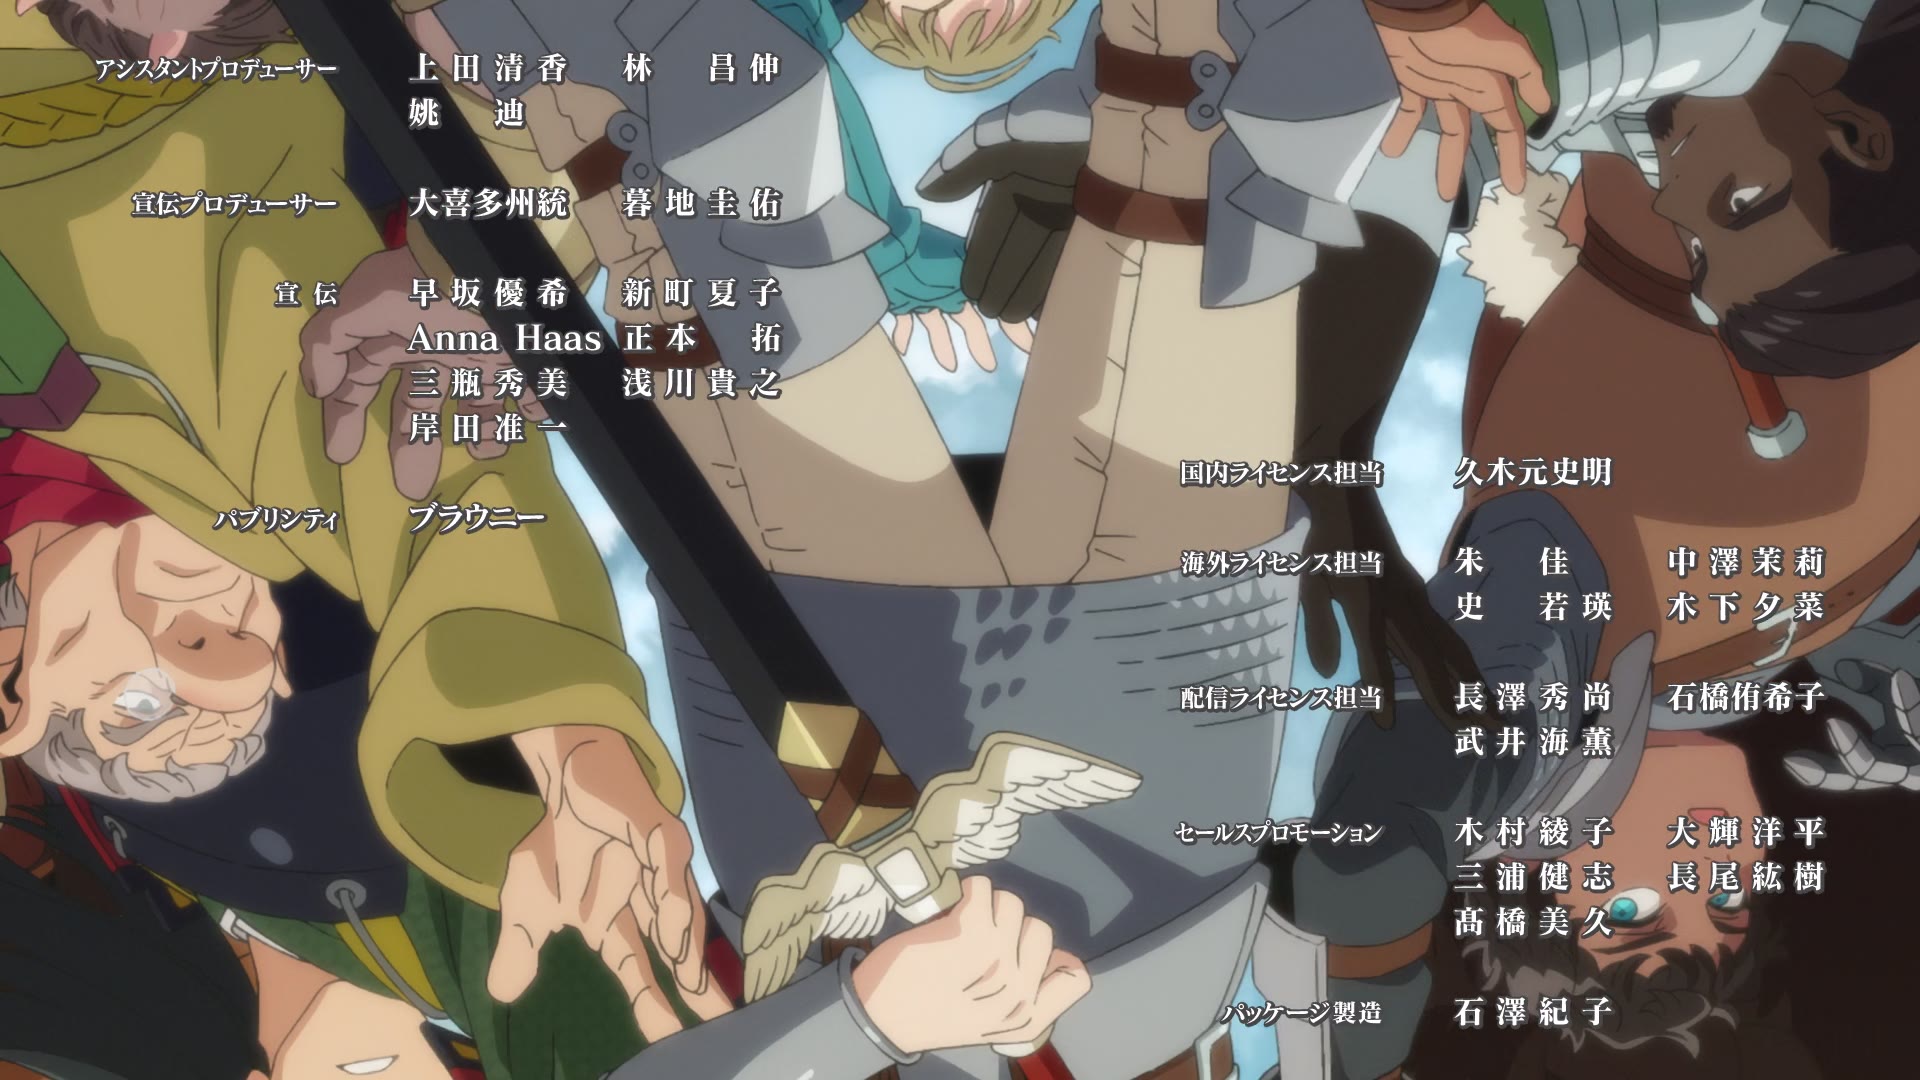 アシスタントプロデューサー 上田清香 林昌伸
姚迪
宣伝プロデューサー 大喜多州統 暮地圭佑
宣伝 早坂優希 新町夏子
Anna Haas 正本拓
三瓶秀美 浅川貴之
岸田准一
パブリシティ ブラウニー
国内ライセンス担当 久木元史明
海外ライセンス担当 朱佳 中澤茉莉
史若瑛 木下夕菜
配信ライセンス担当 長澤秀尚 石橋侑希子
武井海薫
セールスプロモーション 木村綾子 大輝洋平
三浦健志 長尾紘樹
髙橋美久
パッケージ製造 石澤紀子